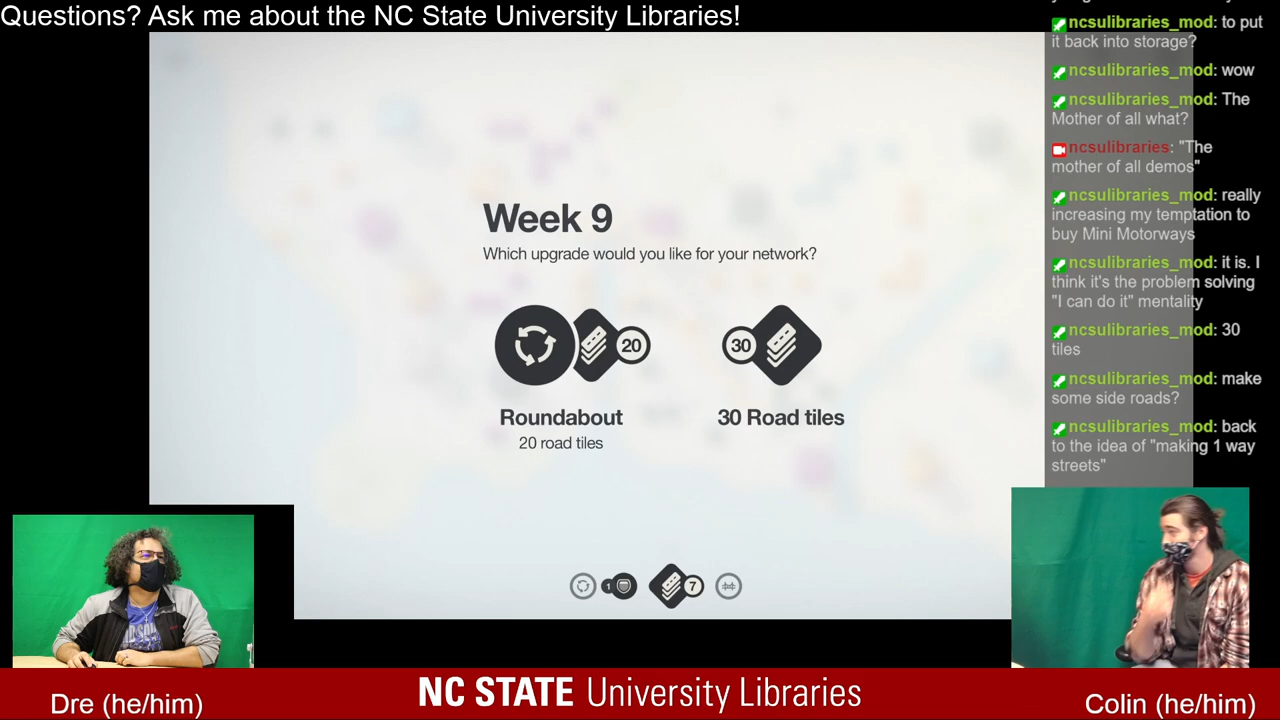 Questions? Ask me about the NC State University Libraries!
Week 9
Which upgrade would you like for your network?
20
30
Roundabout
20 road tiles
30 Road tiles
1
7
ncsulibraries_mod: to put
it back into storage?
ncsulibraries_mod: wow
ncsulibraries_mod: The
Mother of all what?
ncsulibraries: "The
mother of all demos"
ncsulibraries_mod: really
increasing my temptation to
buy Mini Motorways
ncsulibraries_mod: it is. I
think it's the problem solving
"I can do it" mentality
ncsulibraries_mod: 30
tiles
ncsulibraries_mod: make
some side roads?
ncsulibraries_mod: back
to the idea of "making 1 way
streets"
Dre (he/him)
NC STATE University Libraries
Colin (he/him)